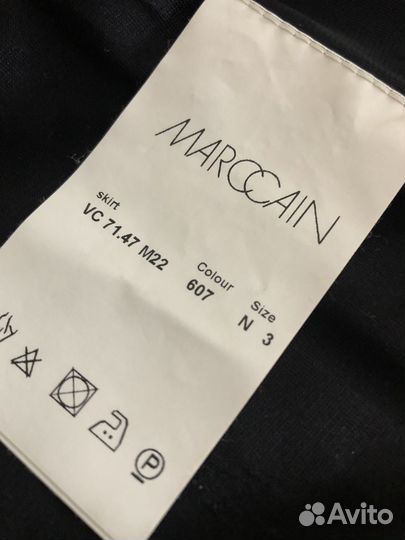 MARCCAIN
skirt Colour Size
VC 71.47 M22 607 N 3
P
Avito